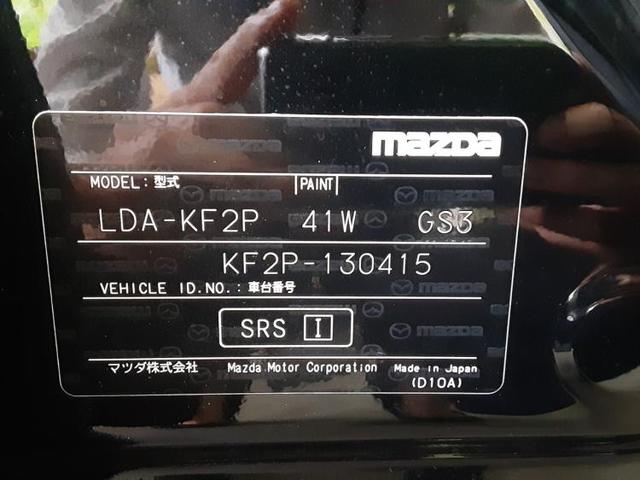 mazda
MODEL：型式 PAINT
LDA-KF2P 41W GS3
KF2P-130415
VEHICLE ID.NO.：車台番号
SRS I
マツダ株式会社 Mazda Motor Corporation Made in Japan
(D10A)